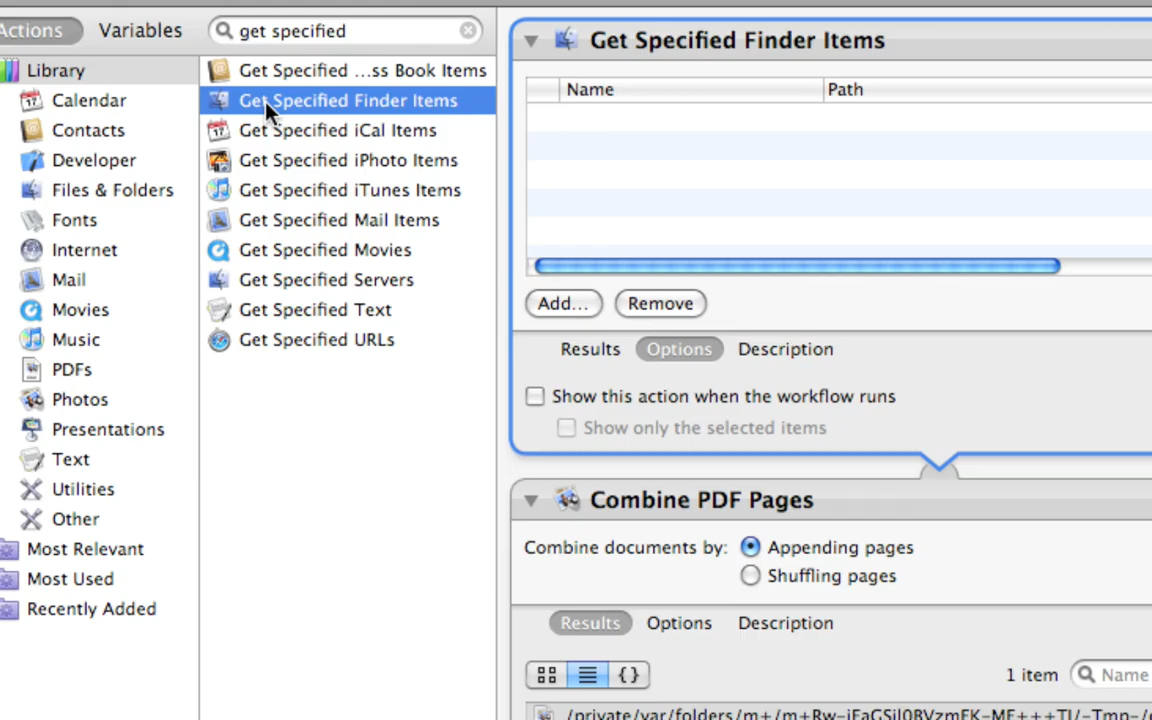 Actions Variables get specified
Library
Calendar
Contacts
Developer
Files & Folders
Fonts
Internet
Mail
Movies
Music
PDFs
Photos
Presentations
Text
Utilities
Other
Most Relevant
Most Used
Recently Added
Get Specified ...ss Book Items
Get Specified Finder Items
Get Specified iCal Items
Get Specified iPhoto Items
Get Specified iTunes Items
Get Specified Mail Items
Get Specified Movies
Get Specified Servers
Get Specified Text
Get Specified URLs
Get Specified Finder Items
Name Path
Add... Remove
Results Options Description
Show this action when the workflow runs
Show only the selected items
Combine PDF Pages
Combine documents by: Appending pages
Shuffling pages
Results Options Description
1 item Name